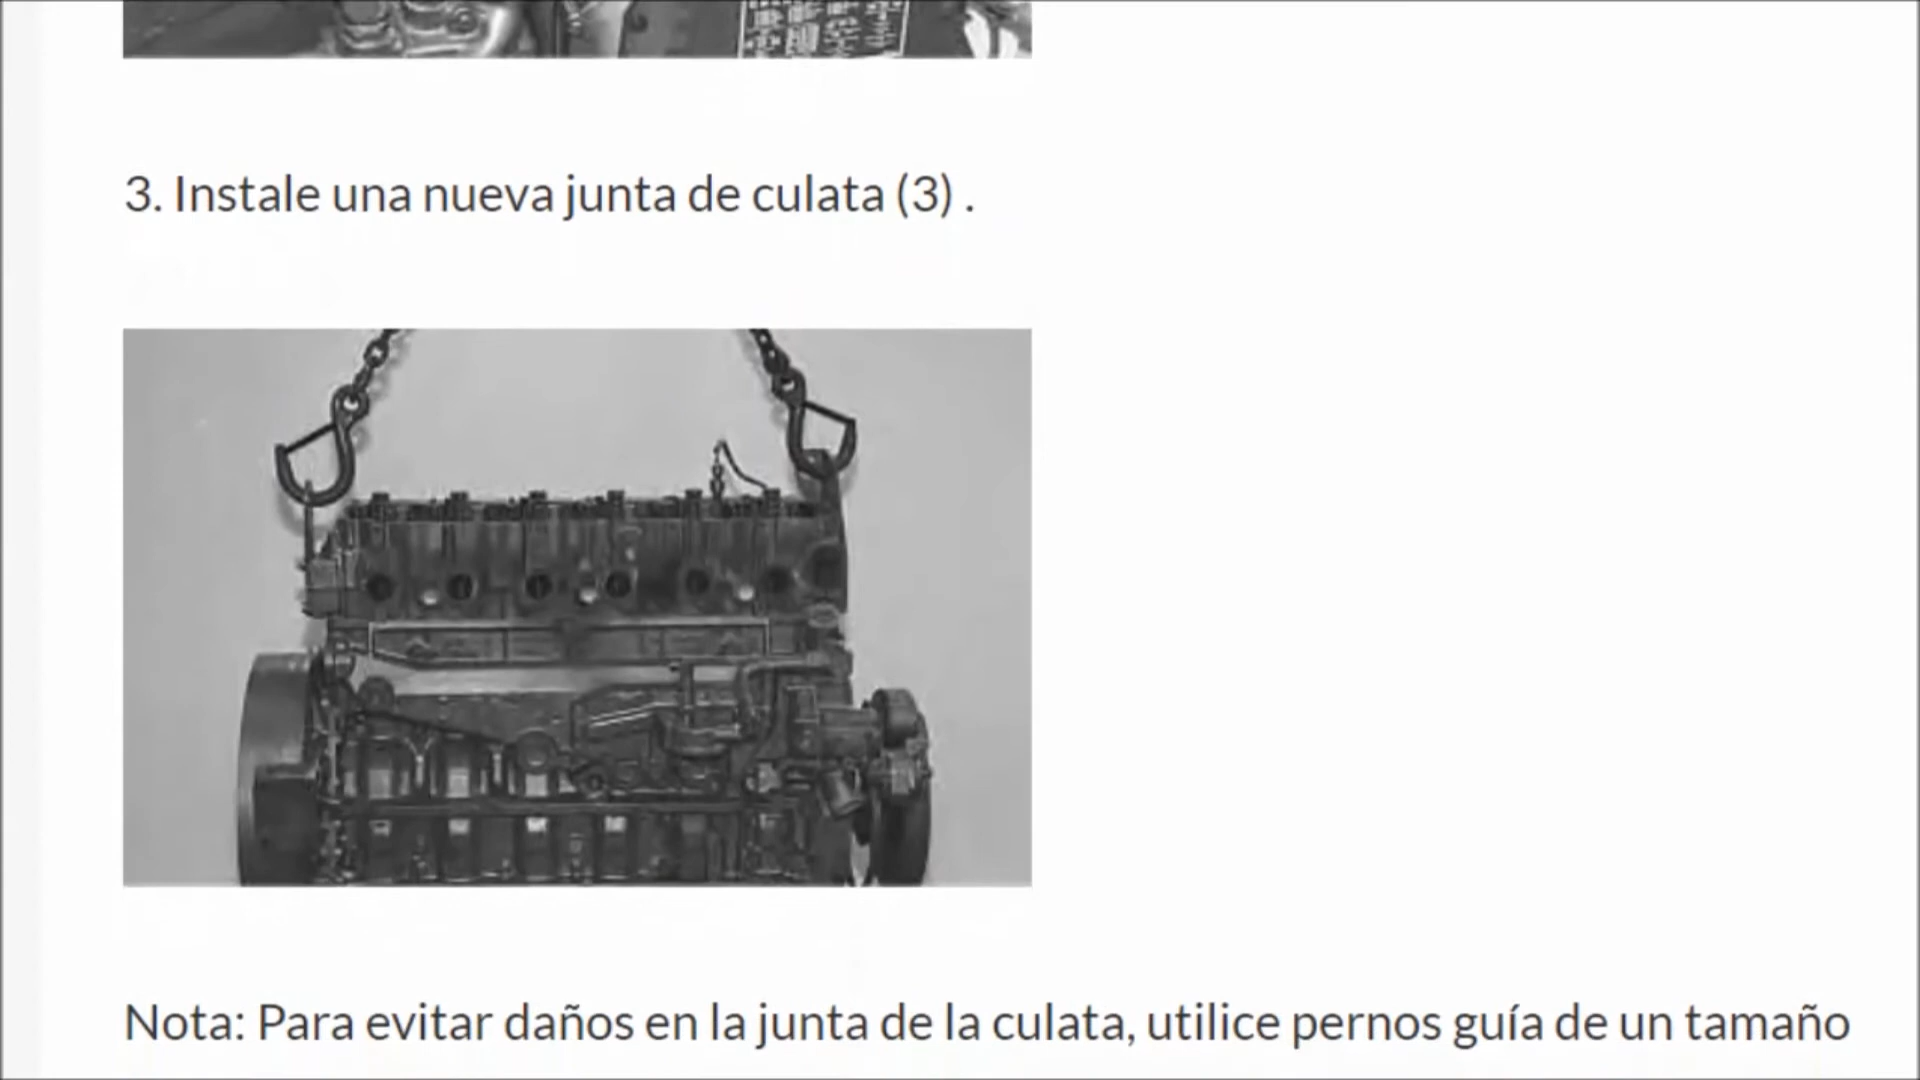 3. Instale una nueva junta de culata (3) .
Nota: Para evitar daños en la junta de la culata, utilice pernos guía de un tamaño